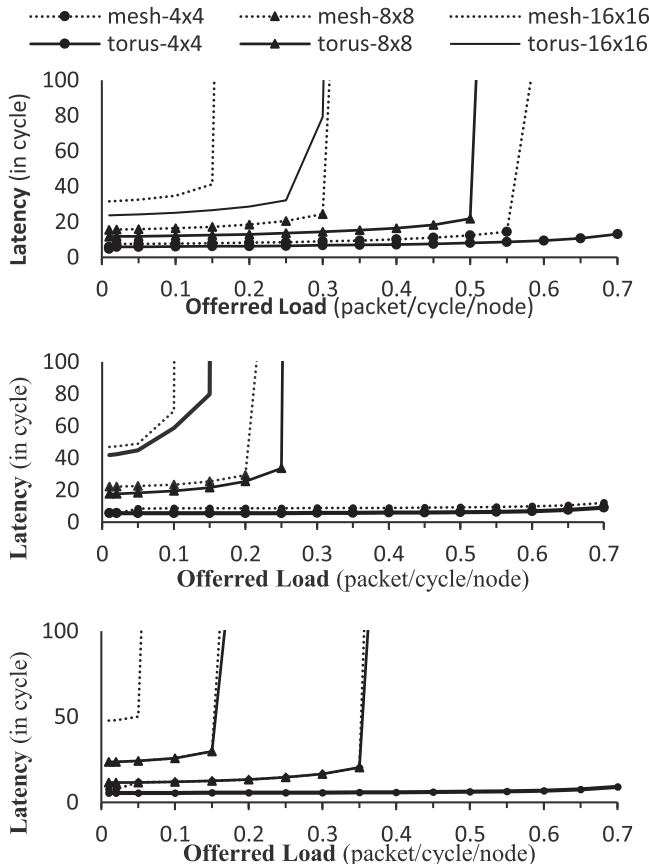 mesh-4x4 mesh-8x8 mesh-16x16
torus-4x4 torus-8x8 torus-16x16
100
80
60
40
20
0
Latency (in cycle)
0 0.1 0.2 0.3 0.4 0.5 0.6 0.7
Offerred Load (packet/cycle/node)
100
80
60
40
20
0
Latency (in cycle)
0 0.1 0.2 0.3 0.4 0.5 0.6 0.7
Offerred Load (packet/cycle/node)
100
50
0
Latency (in cycle)
0 0.1 0.2 0.3 0.4 0.5 0.6 0.7
Offerred Load (packet/cycle/node)